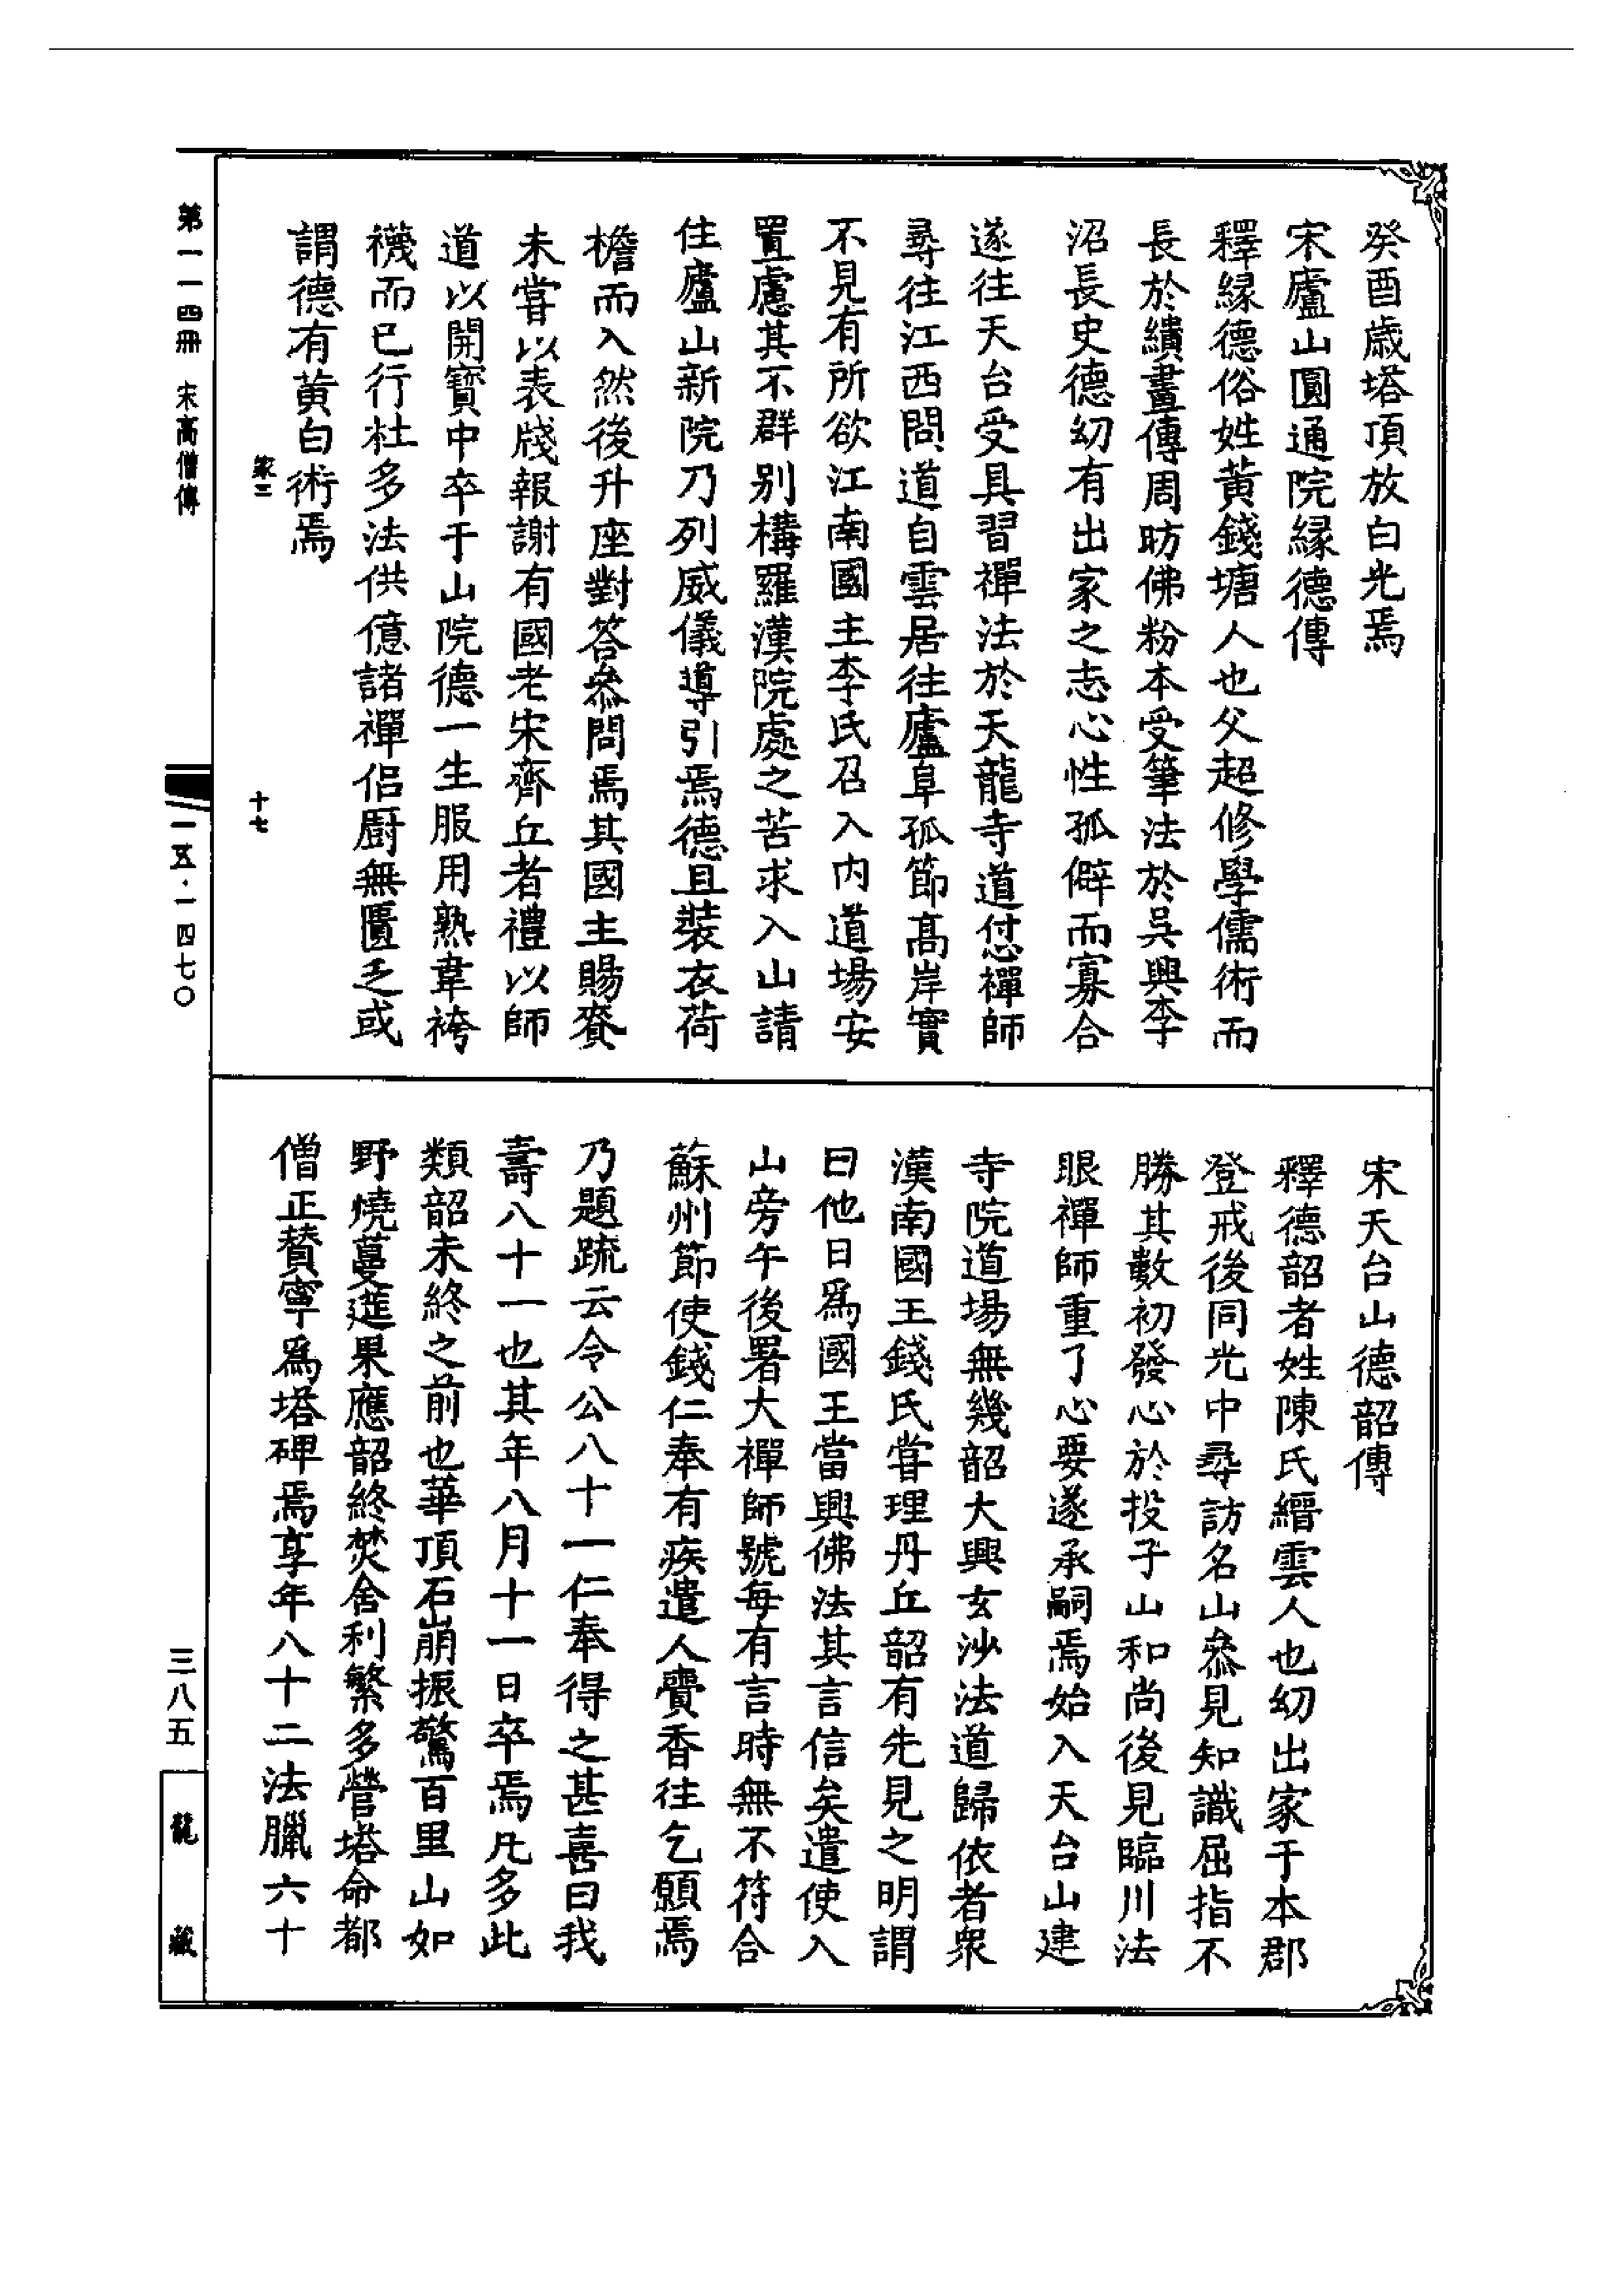 癸酉歲塔頂放白光焉
宋廬山圓通院緣德傳
釋緣德俗姓黃錢塘人也父超修學儒術而
長於繢畫傳周昉佛粉本受筆法於吳興李
沼長史德幼有出家之志心性孤僻而寡合
遂往天台受具習禪法於天龍寺道怤禪師
尋往江西問道自雲居往廬阜孤節高岸實
不見有所欲江南國主李氏召入內道場安
置慮其不群別構羅漢院處之苦求入山請
住廬山新院乃列威儀導引焉德且裝衣荷
檐而入然後升座對答叅問焉其國主賜賚
未甞以表牋報謝有國老宋齊丘者禮以師
道以開寶中卒于山院德一生服用熟韋袴
襪而已行杜多法供億諸禪侶厨無匱乏或
謂德有黃白術焉
宋天台山德韶傳
釋德韶者姓陳氏縉雲人也幼出家于本郡
登戒後同光中尋訪名山叅見知識屈指不
勝其數初發心於投子山和尚後見臨川法
眼禪師重了心要遂承嗣焉始入天台山建
寺院道場無幾韶大興玄沙法道歸依者衆
漢南國王錢氏甞理丹丘韶有先見之明謂
曰他日爲國王當興佛法其言信矣遣使入
山旁午後署大禪師號每有言時無不符合
蘇州節使錢仁奉有疾遣人賷香往乞願焉
乃題疏云令公八十一仁奉得之甚喜曰我
壽八十一也其年八月十一日卒焉凡多此
類韶未終之前也華頂石崩振驚百里山如
野燒蔓莚果應韶終焚舍利繁多營塔命都
僧正贊寧爲塔碑焉享年八十二法臘六十
第一一四冊 宋高僧傳
家三
十七
一五·一四七〇
三八五
龍藏